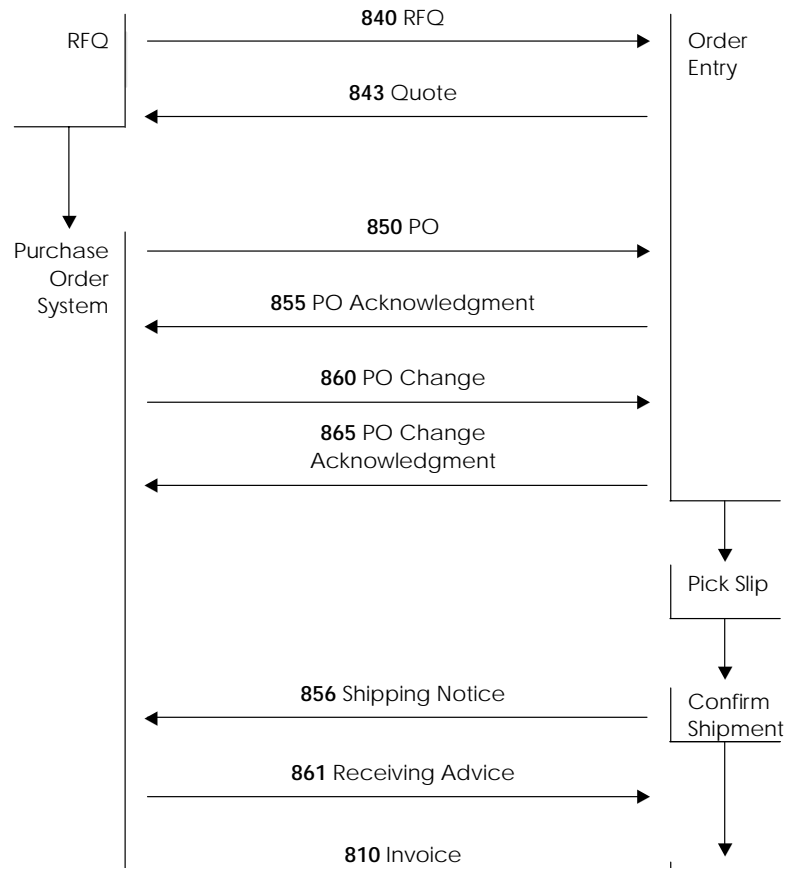 840 RFQ
RFQ
Order
Entry
843 Quote
850 PO
Purchase
Order
System
855 PO Acknowledgment
860 PO Change
865 PO Change
Acknowledgment
Pick Slip
856 Shipping Notice
Confirm
Shipment
861 Receiving Advice
810 Invoice